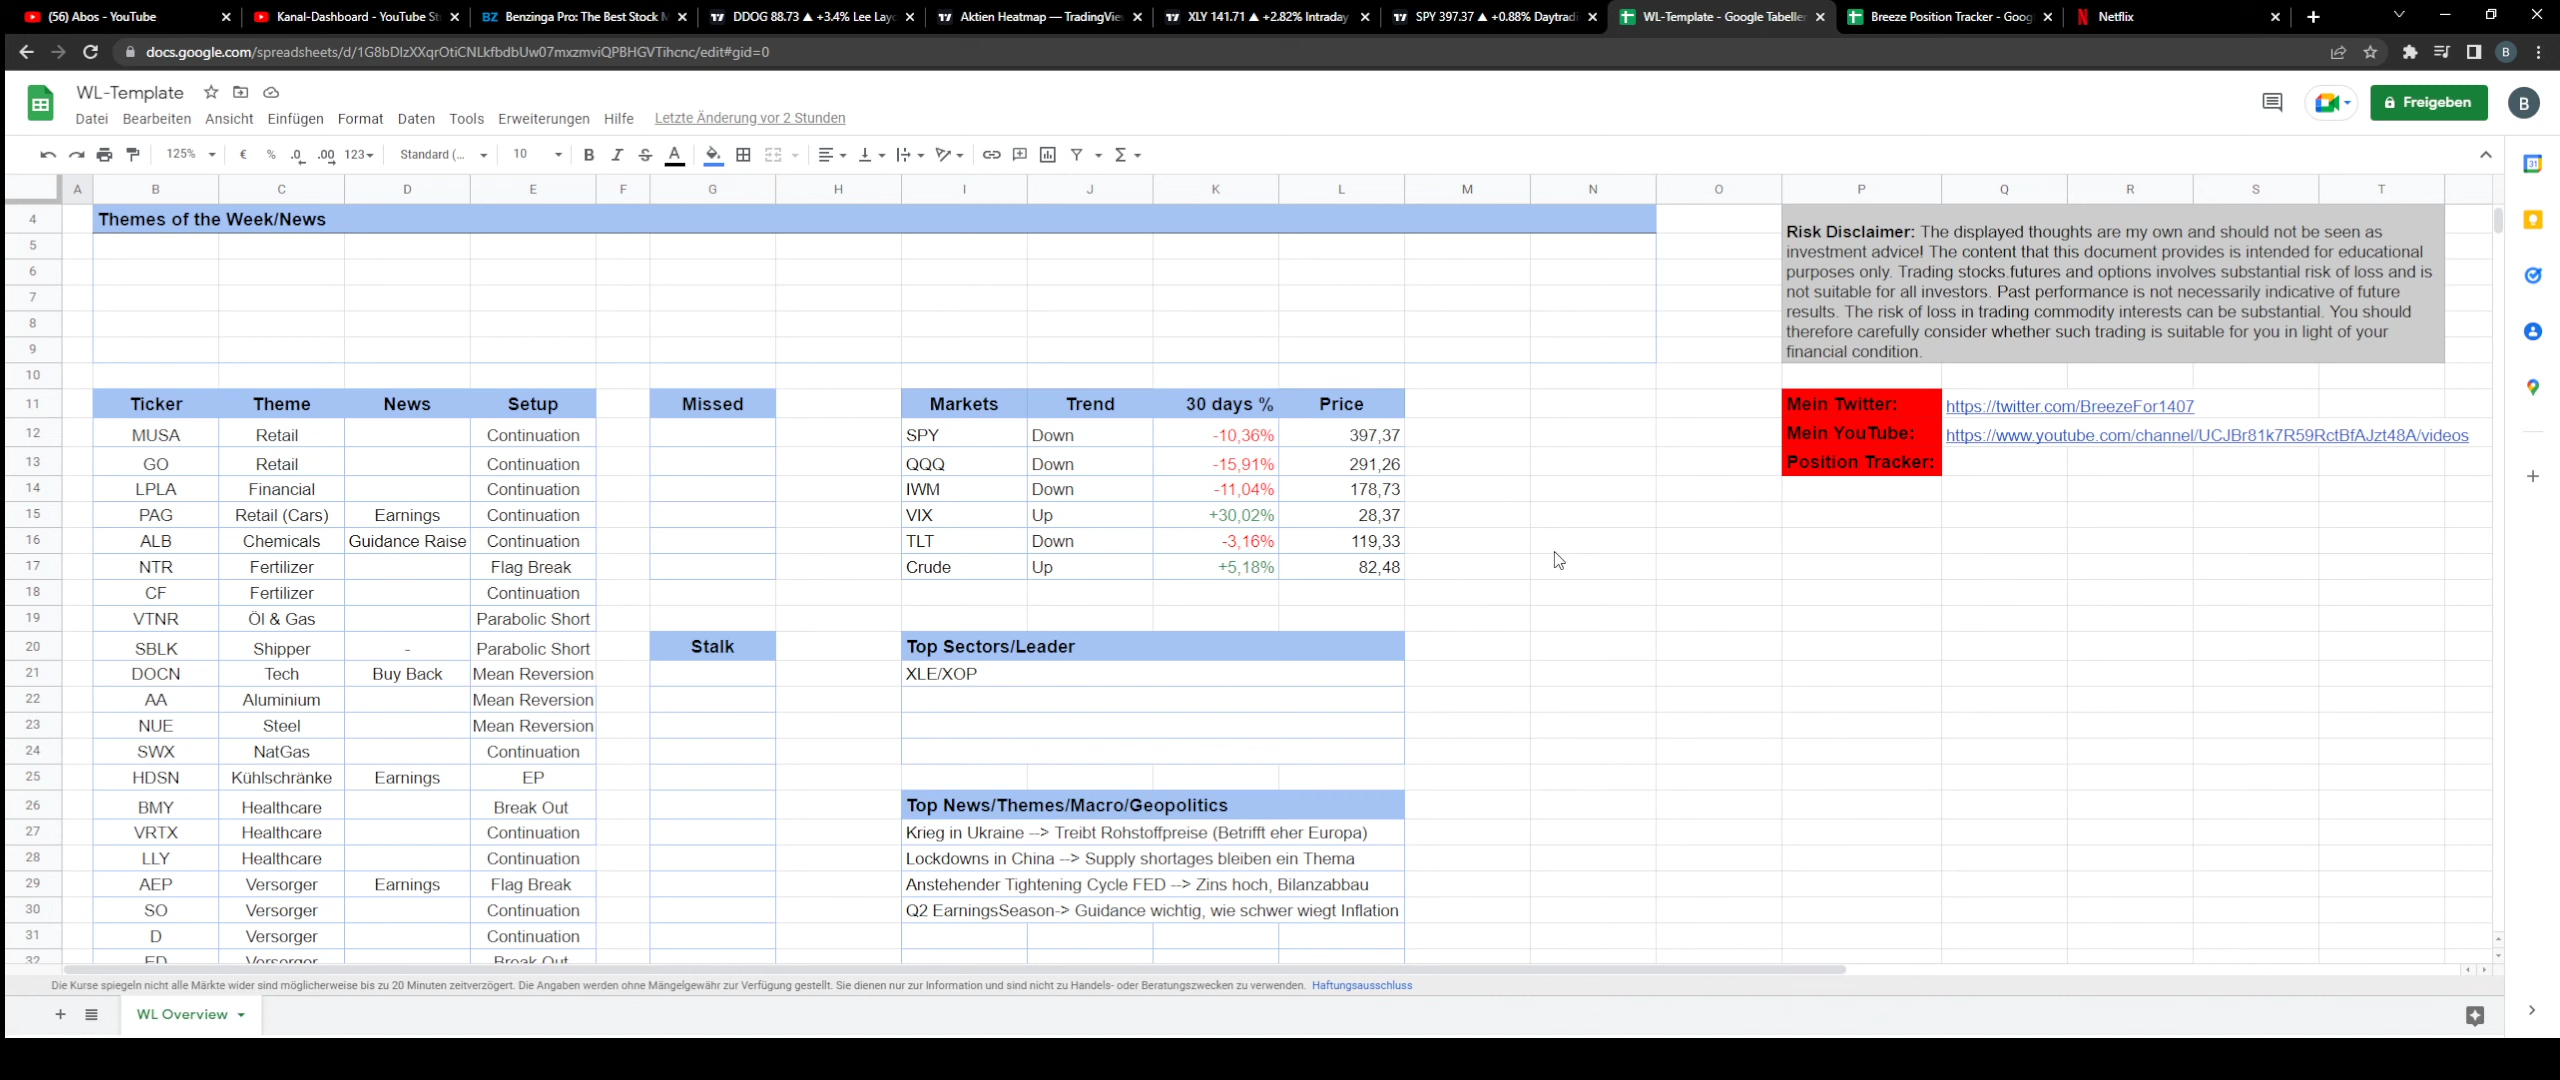 (56) Abos - YouTube
Kanal-Dashboard - YouTube St
Benzinga Pro: The Best Stock
DDOG 88.73 ▲ +3.4% Lee Lay
Aktien Heatmap — TradingVie
XLY 141.71 ▲ +2.82% Intraday
SPY 397.37 ▲ +0.88% Daytradi
WL-Template - Google Tabeller
Breeze Position Tracker - Goog
Netflix
docs.google.com/spreadsheets/d/1G8bDlzXXqrOtiCNLkfbdbUw07mxzmviQPBHGVTihcnc/edit#gid=0
WL-Template
Freigeben
B
Datei Bearbeiten Ansicht Einfügen Format Daten Tools Erweiterungen Hilfe Letzte Änderung vor 2 Stunden
125% € % .0 .00 123 Standard (... 10 B I S A
A B C D E F G H I J K L M N O P Q R S T
4 Themes of the Week/News
5
6
7
8
9
10
Risk Disclaimer: The displayed thoughts are my own and should not be seen as
investment advice! The content that this document provides is intended for educational
purposes only. Trading stocks.futures and options involves substantial risk of loss and is
not suitable for all investors. Past performance is not necessarily indicative of future
results. The risk of loss in trading commodity interests can be substantial. You should
therefore carefully consider whether such trading is suitable for you in light of your
financial condition.
11 Ticker Theme News Setup Missed Markets Trend 30 days % Price Mein Twitter: https://twitter.com/BreezeFor1407
12 MUSA Retail Continuation SPY Down -10,36% 397,37 Mein YouTube: https://www.youtube.com/channel/UCJBr81k7R59RctBfAJzt48A/videos
13 GO Retail Continuation QQQ Down -15,91% 291,26 Position Tracker:
14 LPLA Financial Continuation IWM Down -11,04% 178,73
15 PAG Retail (Cars) Earnings Continuation VIX Up +30,02% 28,37
16 ALB Chemicals Guidance Raise Continuation TLT Down -3,16% 119,33
17 NTR Fertilizer Flag Break Crude Up +5,18% 82,48
18 CF Fertilizer Continuation
19 VTNR Öl & Gas Parabolic Short
20 SBLK Shipper - Parabolic Short Stalk Top Sectors/Leader
21 DOCN Tech Buy Back Mean Reversion XLE/XOP
22 AA Aluminium Mean Reversion
23 NUE Steel Mean Reversion
24 SWX NatGas Continuation
25 HDSN Kühlschränke Earnings EP
26 BMY Healthcare Break Out Top News/Themes/Macro/Geopolitics
27 VRTX Healthcare Continuation Krieg in Ukraine --> Treibt Rohstoffpreise (Betrifft eher Europa)
28 LLY Healthcare Continuation Lockdowns in China --> Supply shortages bleiben ein Thema
29 AEP Versorger Earnings Flag Break Anstehender Tightening Cycle FED --> Zins hoch, Bilanzabbau
30 SO Versorger Continuation Q2 EarningsSeason-> Guidance wichtig, wie schwer wiegt Inflation
31 D Versorger Continuation
32 ED Versorger Break Out
Die Kurse spiegeln nicht alle Märkte wider sind möglicherweise bis zu 20 Minuten zeitverzögert. Die Angaben werden ohne Mängelgewähr zur Verfügung gestellt. Sie dienen nur zur Information und sind nicht zu Handels- oder Beratungszwecken zu verwenden. Haftungsausschluss
WL Overview